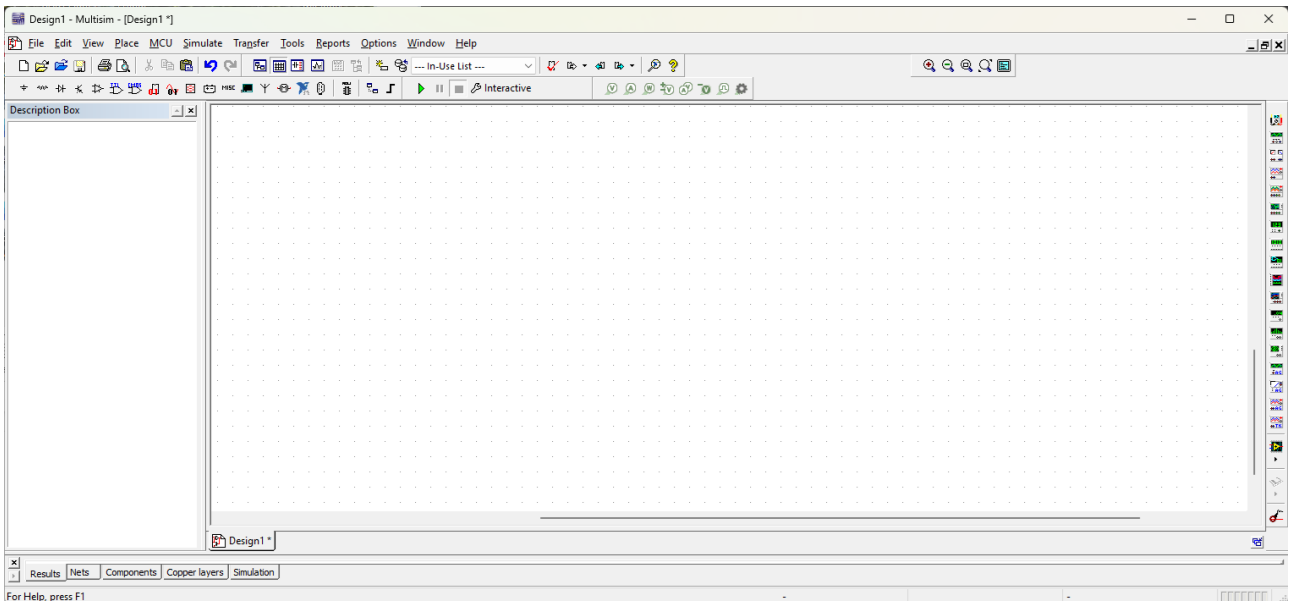 Design1 - Multisim - [Design1 *]
File Edit View Place MCU Simulate Transfer Tools Reports Options Window Help
--- In-Use List ---
MISC Interactive
Description Box
Design1 *
Results Nets Components Copper layers Simulation
For Help, press F1 - -